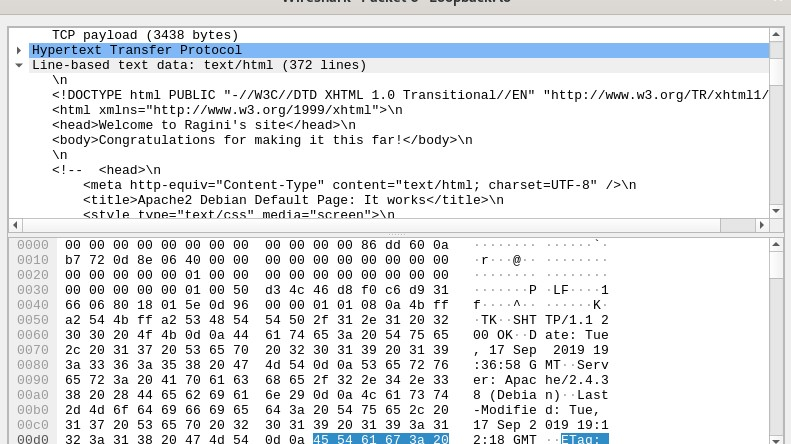 TCP payload (3438 bytes)
Hypertext Transfer Protocol
Line-based text data: text/html (372 lines)
\n
<!DOCTYPE html PUBLIC "-//W3C//DTD XHTML 1.0 Transitional//EN" "http://www.w3.org/TR/xhtml1/
<html xmlns="http://www.w3.org/1999/xhtml">\n
<head>Welcome to Ragini's site</head>\n
<body>Congratulations for making it this far!</body>\n
\n
<!--  <head>\n
<meta http-equiv="Content-Type" content="text/html; charset=UTF-8" />\n
<title>Apache2 Debian Default Page: It works</title>\n
<style type="text/css" media="screen">\n
0000 00 00 00 00 00 00 00 00 00 00 00 00 86 dd 60 0a ········ ······`·
0010 b7 72 0d 8e 06 40 00 00 00 00 00 00 00 00 00 00 ·r···@·· ········
0020 00 00 00 00 00 01 00 00 00 00 00 00 00 00 00 00 ········ ········
0030 00 00 00 00 00 01 00 50 d3 4c 46 d8 f0 c6 d9 31 ·······P ·LF····1
0040 66 06 80 18 01 5e 0d 96 00 00 01 01 08 0a 4b ff f····^·· ······K·
0050 a2 54 4b ff a2 53 48 54 54 50 2f 31 2e 31 20 32 ·TK··SHT TP/1.1 2
0060 30 30 20 4f 4b 0d 0a 44 61 74 65 3a 20 54 75 65 00 OK··D ate: Tue
0070 2c 20 31 37 20 53 65 70 20 32 30 31 39 20 31 39 , 17 Sep  2019 19
0080 3a 33 36 3a 35 38 20 47 4d 54 0d 0a 53 65 72 76 :36:58 G MT··Serv
0090 65 72 3a 20 41 70 61 63 68 65 2f 32 2e 34 2e 33 er: Apac he/2.4.3
00a0 38 20 28 44 65 62 69 61 6e 29 0d 0a 4c 61 73 74 8 (Debia n)··Last
00b0 2d 4d 6f 64 69 66 69 65 64 3a 20 54 75 65 2c 20 -Modifie d: Tue,
00c0 31 37 20 53 65 70 20 32 30 31 39 20 31 39 3a 31 17 Sep 2 019 19:1
00d0 32 3a 31 38 20 47 4d 54 0d 0a 45 54 61 67 3a 20 2:18 GMT ··ETag: